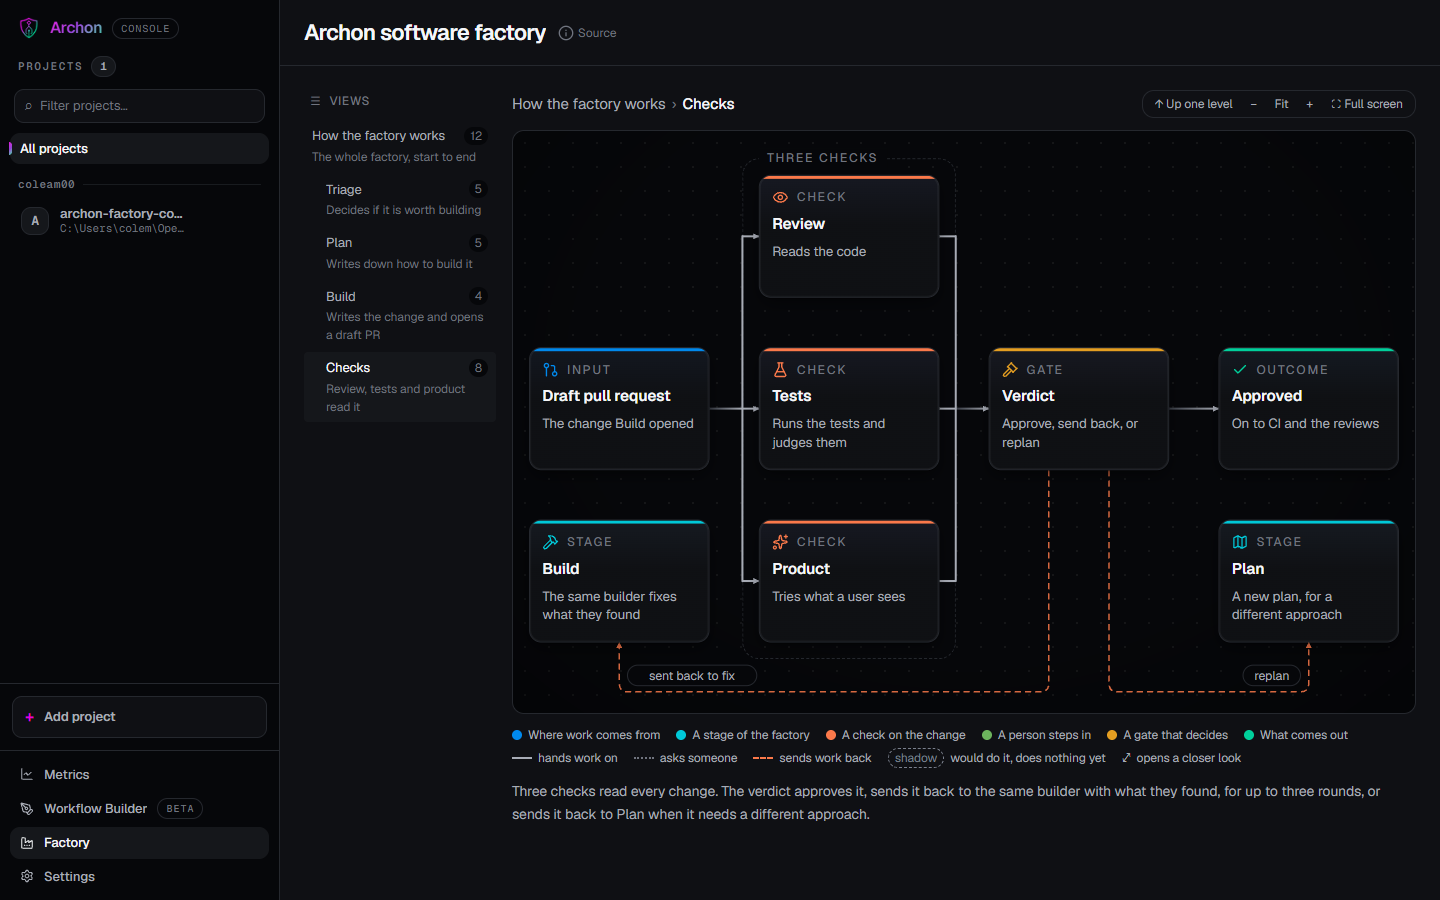 Archon
CONSOLE
PROJECTS 1
Filter projects...
All projects
coleam00
A
archon-factory-co...
C:\Users\colem\Ope...
+ Add project
Metrics
Workflow Builder BETA
Factory
Settings
Archon software factory
Source
VIEWS
How the factory works 12
The whole factory, start to end
Triage 5
Decides if it is worth building
Plan 5
Writes down how to build it
Build 4
Writes the change and opens
a draft PR
Checks 8
Review, tests and product
read it
How the factory works › Checks
↑ Up one level − Fit + Full screen
THREE CHECKS
CHECK
Review
Reads the code
INPUT
Draft pull request
The change Build opened
CHECK
Tests
Runs the tests and
judges them
GATE
Verdict
Approve, send back, or
replan
OUTCOME
Approved
On to CI and the reviews
STAGE
Build
The same builder fixes
what they found
CHECK
Product
Tries what a user sees
STAGE
Plan
A new plan, for a
different approach
sent back to fix
replan
Where work comes from A stage of the factory A check on the change A person steps in A gate that decides What comes out
hands work on asks someone sends work back shadow would do it, does nothing yet ⤢ opens a closer look
Three checks read every change. The verdict approves it, sends it back to the same builder with what they found, for up to three rounds, or
sends it back to Plan when it needs a different approach.